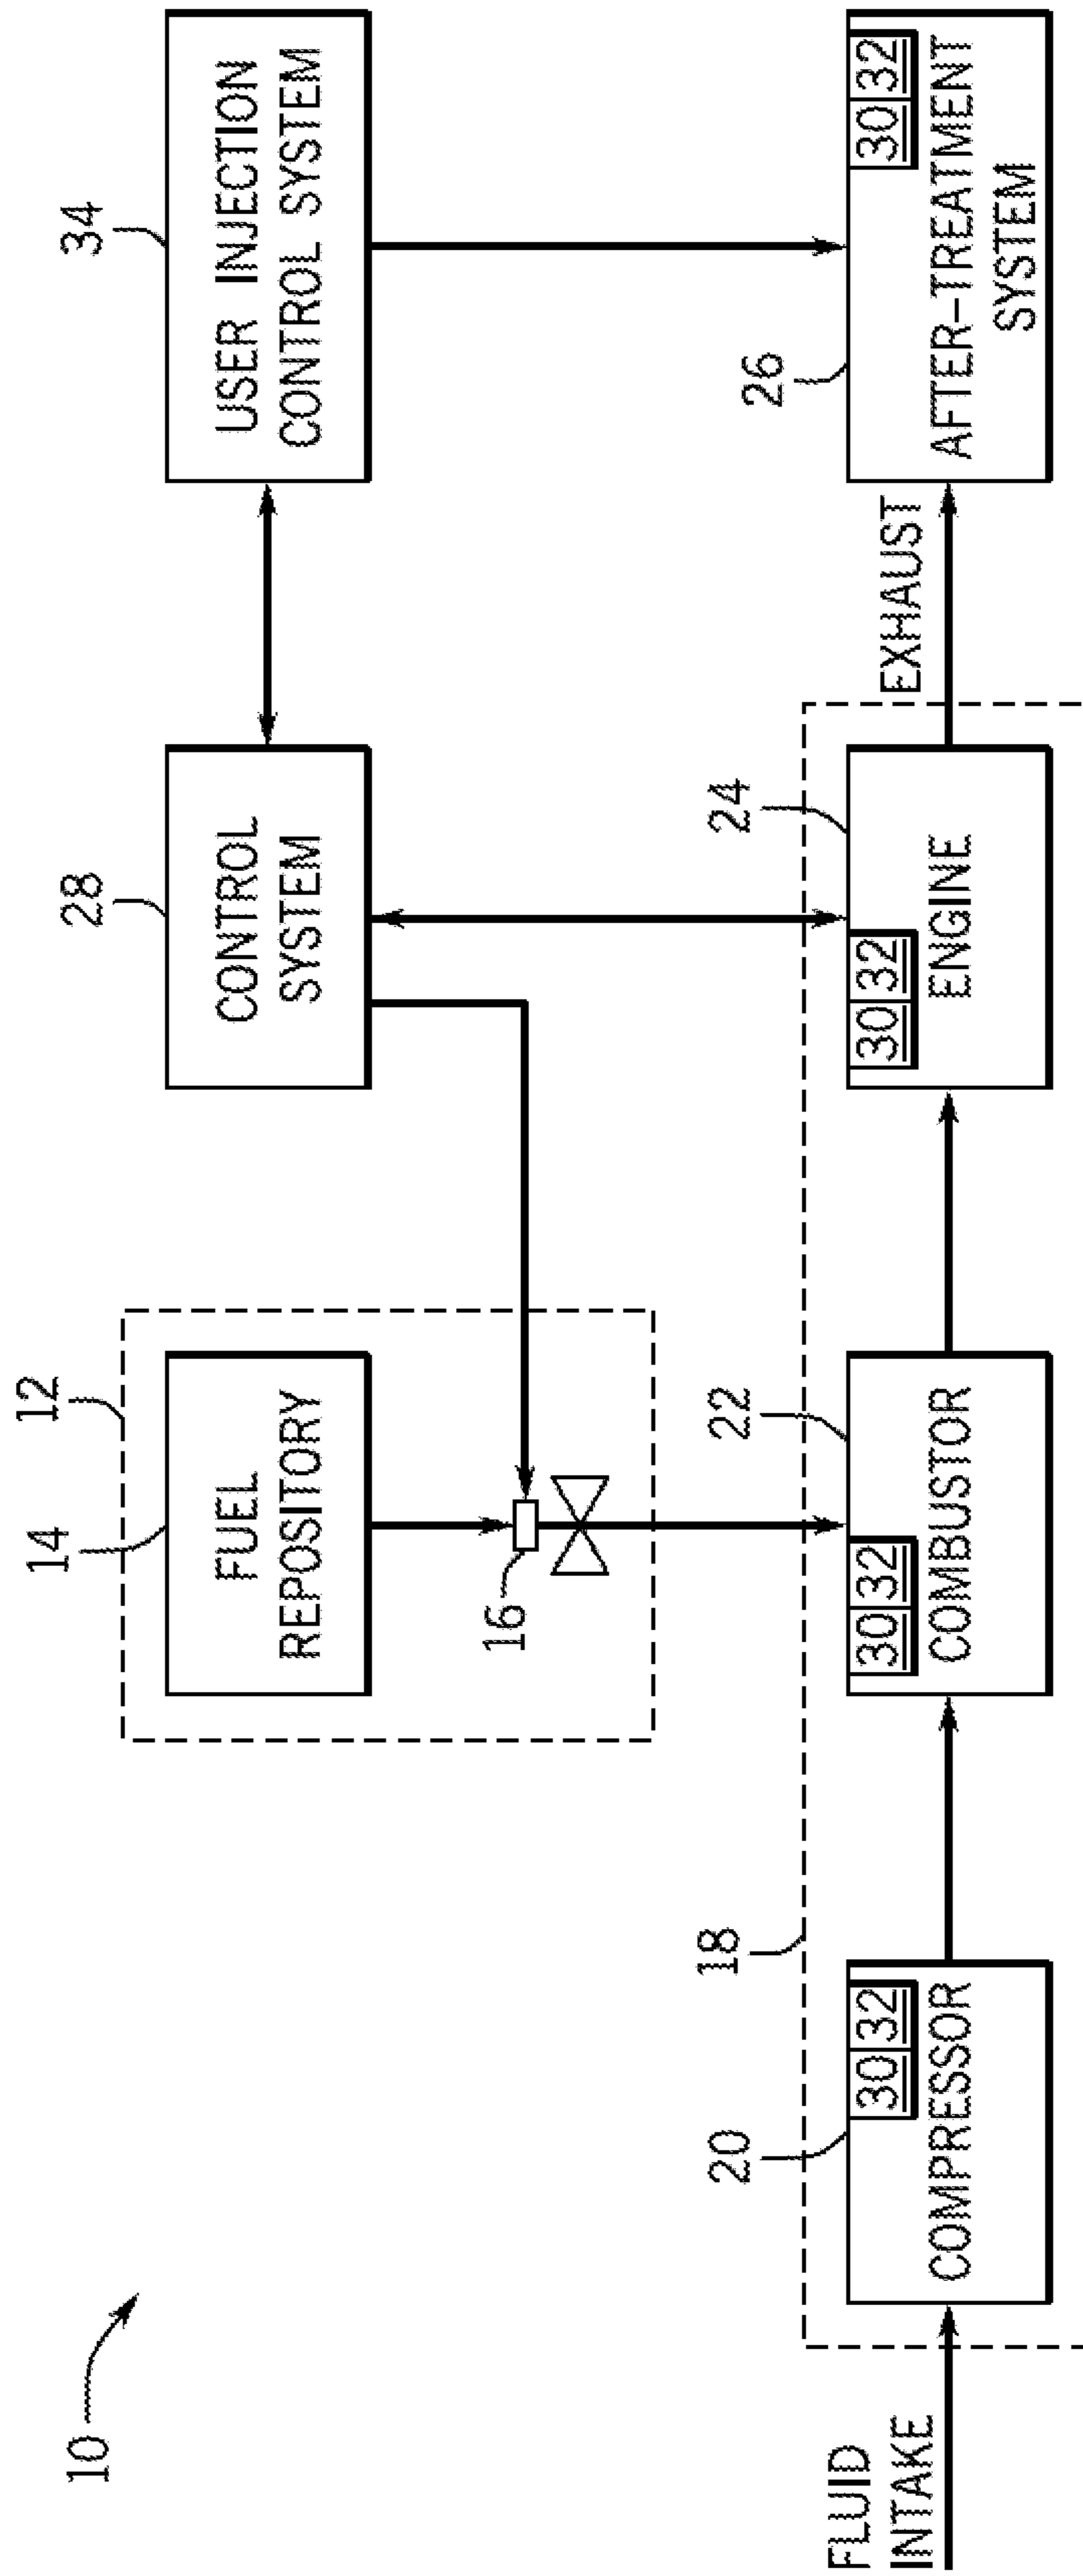 10
12
14
FUEL
REPOSITORY
16
28
CONTROL
SYSTEM
34
USER INJECTION
CONTROL SYSTEM
18
FLUID
INTAKE
20
30 32
COMPRESSOR
22
30 32
COMBUSTOR
24
30 32
ENGINE
EXHAUST
26
30 32
AFTER-TREATMENT
SYSTEM